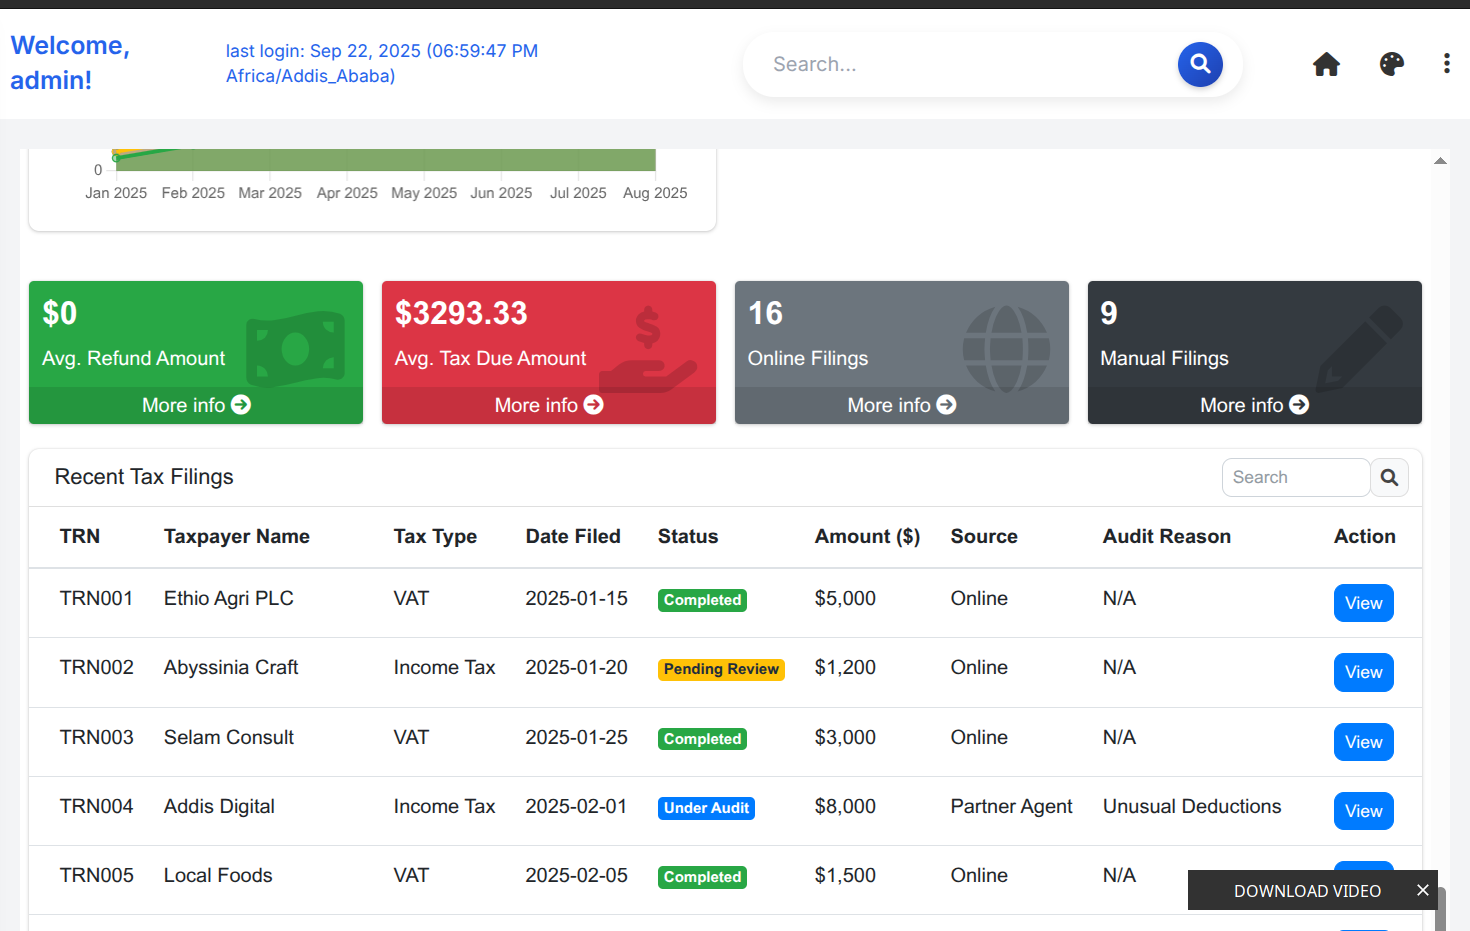 Welcome,
admin!
last login: Sep 22, 2025 (06:59:47 PM
Africa/Addis_Ababa)
Search...
0
Jan 2025 Feb 2025 Mar 2025 Apr 2025 May 2025 Jun 2025 Jul 2025 Aug 2025
$0
Avg. Refund Amount
More info
$3293.33
Avg. Tax Due Amount
More info
16
Online Filings
More info
9
Manual Filings
More info
Recent Tax Filings
Search
TRN Taxpayer Name Tax Type Date Filed Status Amount ($) Source Audit Reason Action
TRN001 Ethio Agri PLC VAT 2025-01-15 Completed $5,000 Online N/A View
TRN002 Abyssinia Craft Income Tax 2025-01-20 Pending Review $1,200 Online N/A View
TRN003 Selam Consult VAT 2025-01-25 Completed $3,000 Online N/A View
TRN004 Addis Digital Income Tax 2025-02-01 Under Audit $8,000 Partner Agent Unusual Deductions View
TRN005 Local Foods VAT 2025-02-05 Completed $1,500 Online N/A
DOWNLOAD VIDEO